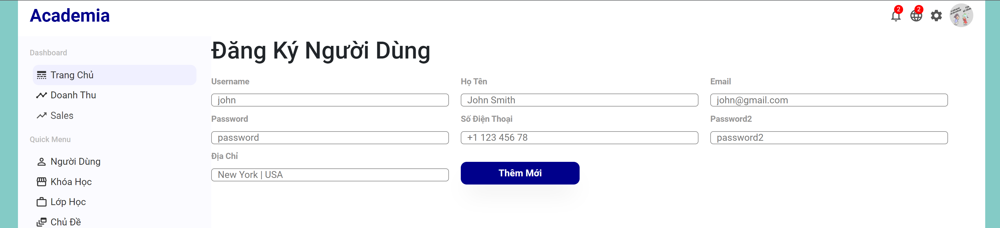 Academia
2
2
Dashboard
Trang Chủ
Doanh Thu
Sales
Quick Menu
Người Dùng
Khóa Học
Lớp Học
Chủ Đề
Đăng Ký Người Dùng
Username
Họ Tên
Email
john
John Smith
john@gmail.com
Password
Số Điện Thoại
Password2
password
+1 123 456 78
password2
Địa Chỉ
New York | USA
Thêm Mới